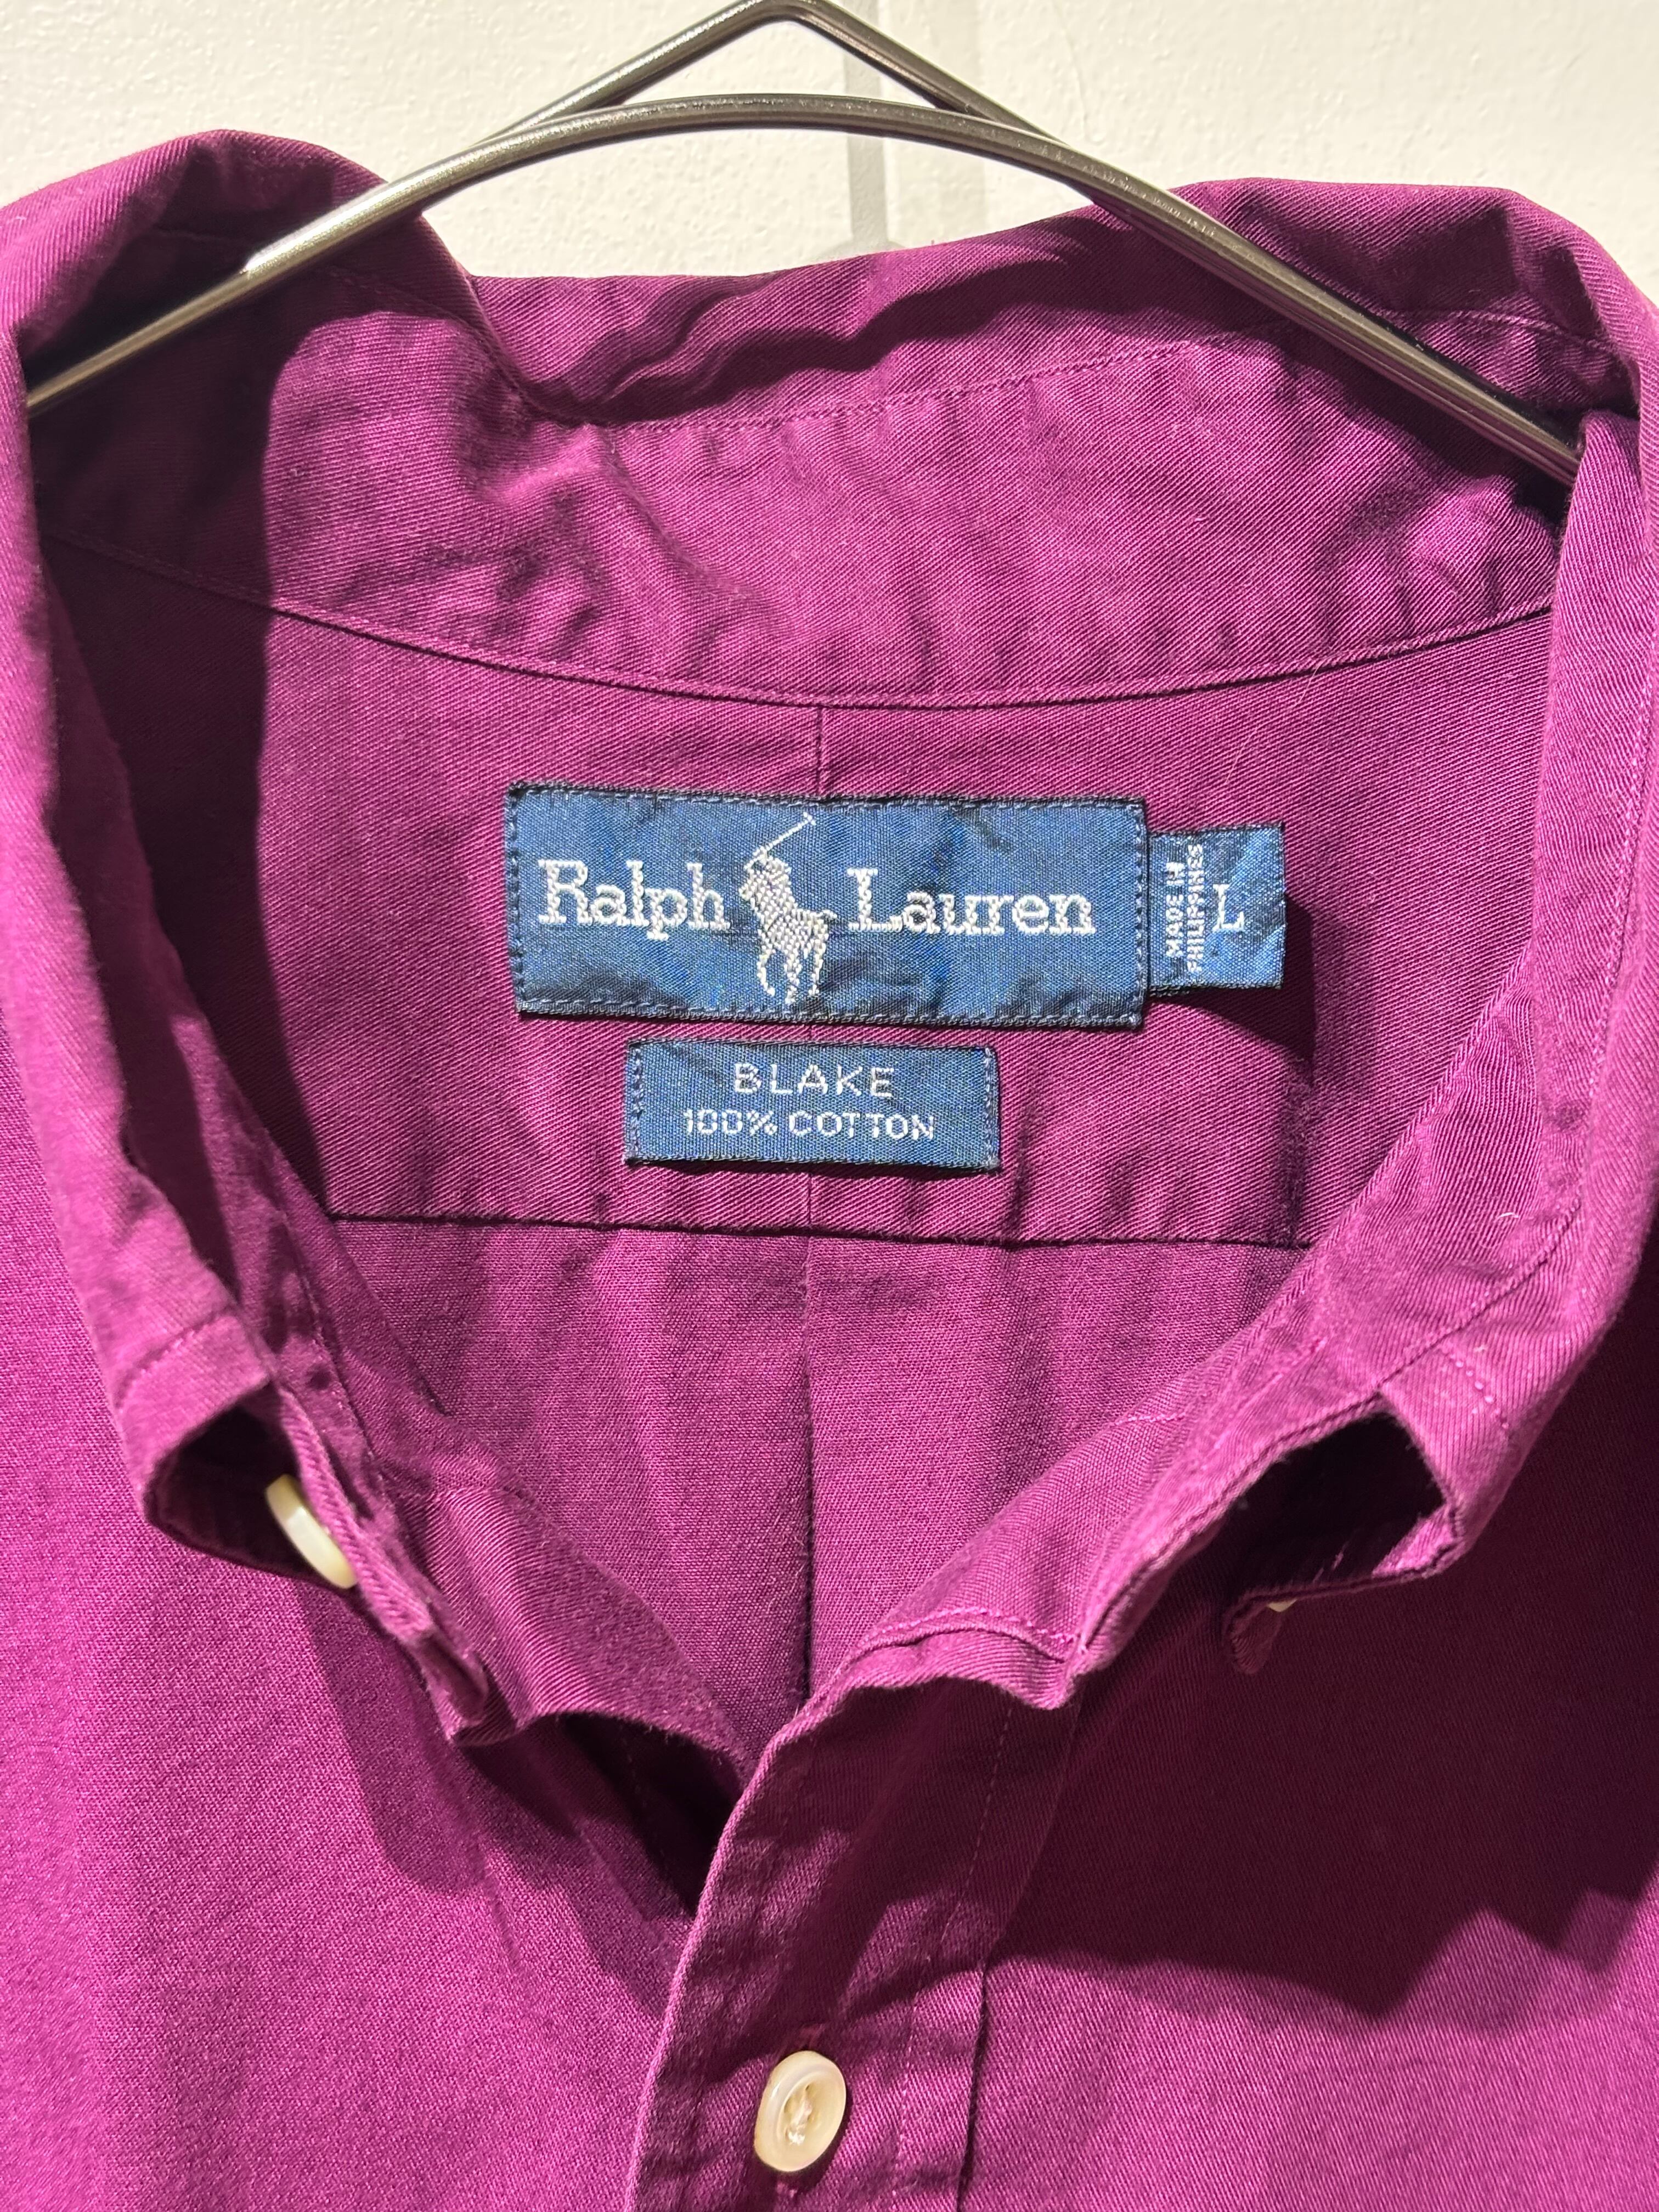 Ralph Lauren
MADE IN
PHILIPPINES
L
BLAKE
100% COTTON